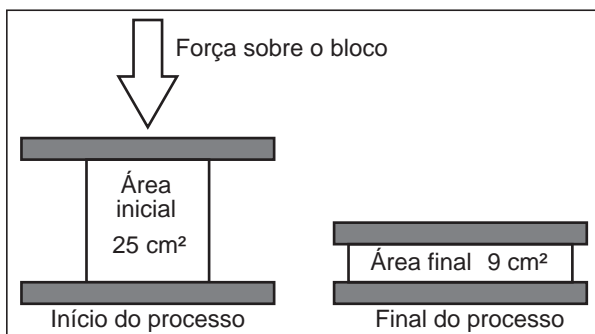 Força sobre o bloco
Área
inicial
25 cm²
Área final 9 cm²
Início do processo
Final do processo